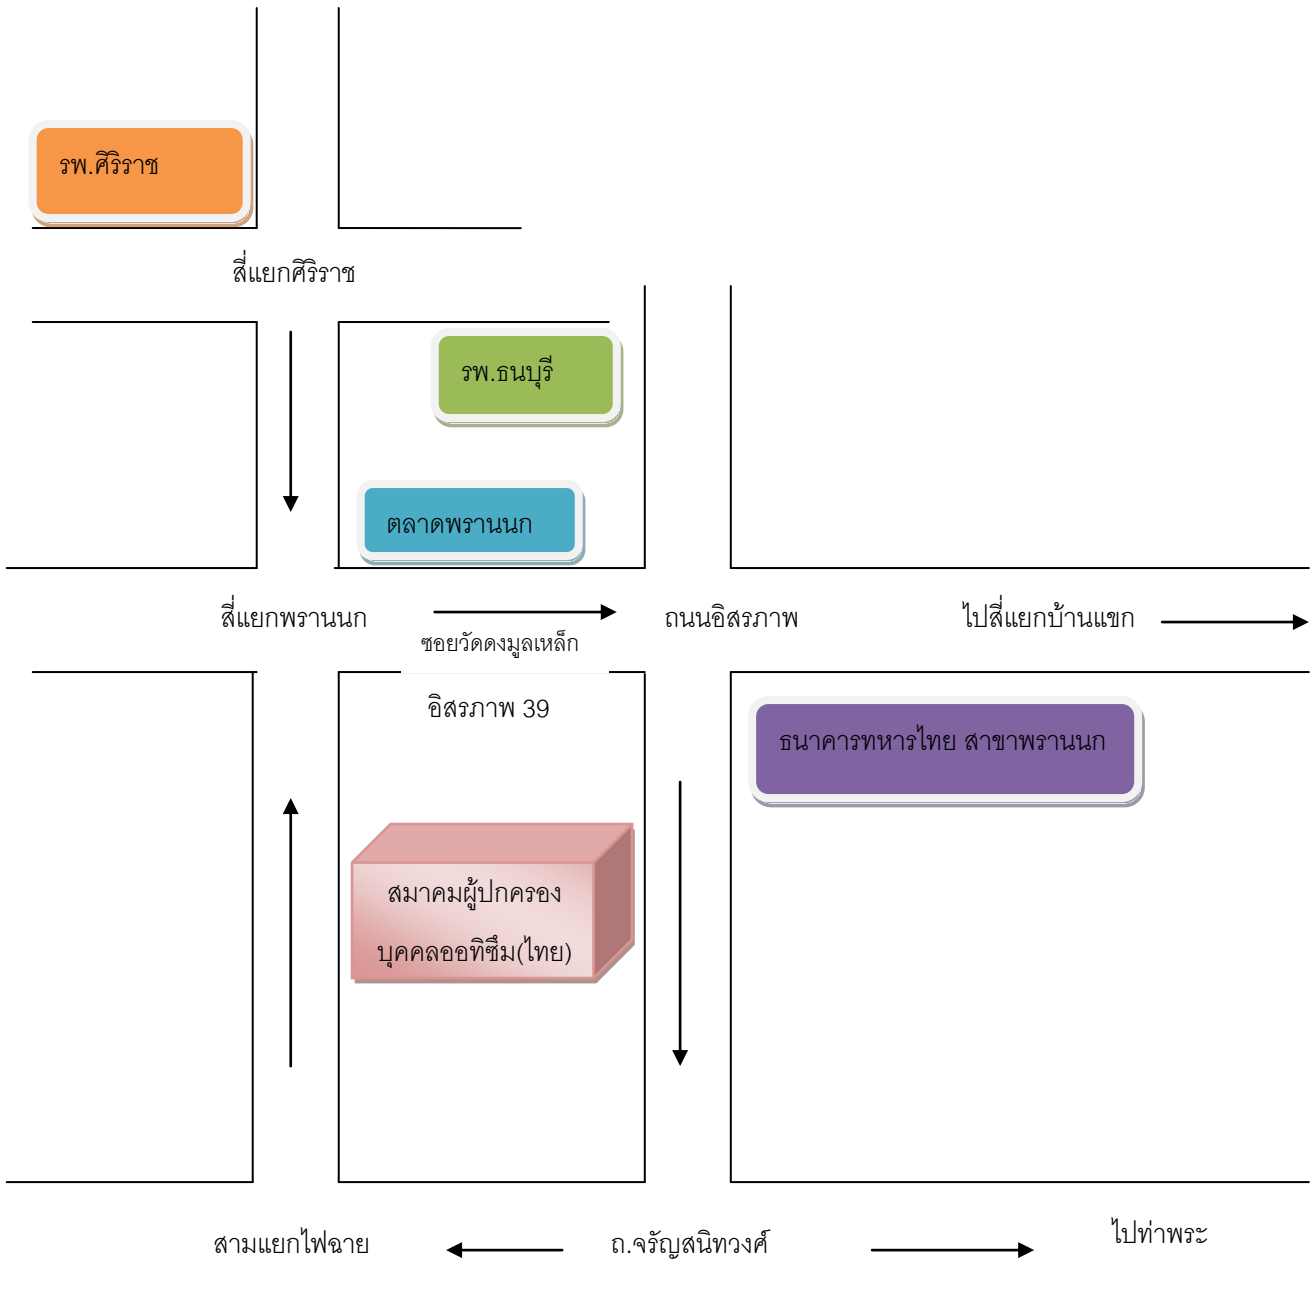 รพ.ศิริราช
สี่แยกศิริราช
รพ.ธนบุรี
ตลาดพรานนก
สี่แยกพรานนก
ถนนอิสรภาพ
ไปสี่แยกบ้านแขก
ซอยวัดดงมูลเหล็ก
อิสรภาพ 39
ธนาคารทหารไทย สาขาพรานนก
สมาคมผู้ปกครอง
บุคคลออทิซึม(ไทย)
สามแยกไฟฉาย
ถ.จรัญสนิทวงศ์
ไปท่าพระ